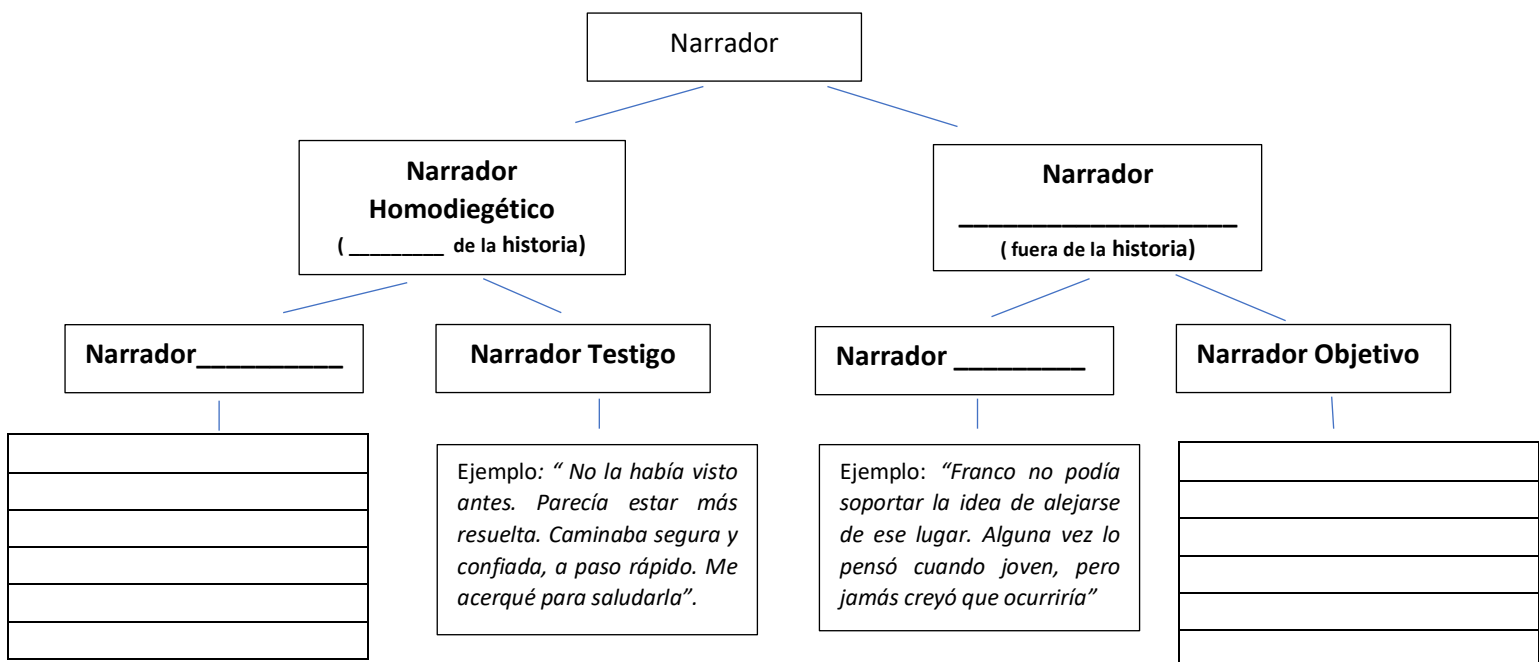 Narrador
Narrador
Homodiegético
( _________ de la historia)
Narrador
___________________
( fuera de la historia)
Narrador__________
Narrador Testigo
Narrador _________
Narrador Objetivo
Ejemplo: “ No la había visto
antes. Parecía estar más
resuelta. Caminaba segura y
confiada, a paso rápido. Me
acerqué para saludarla”.
Ejemplo: “Franco no podía
soportar la idea de alejarse
de ese lugar. Alguna vez lo
pensó cuando joven, pero
jamás creyó que ocurriría”